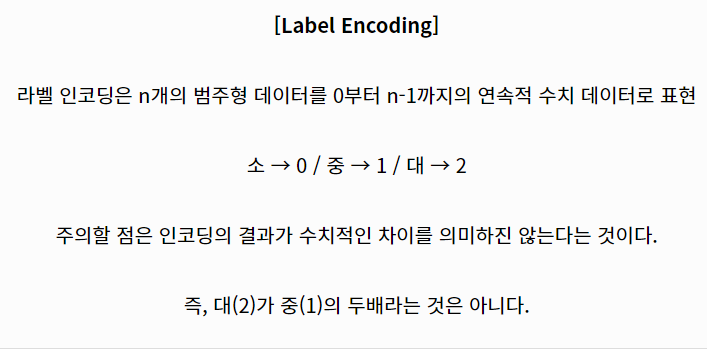 [Label Encoding]
라벨 인코딩은 n개의 범주형 데이터를 0부터 n-1까지의 연속적 수치 데이터로 표현
소 → 0 / 중 → 1 / 대 → 2
주의할 점은 인코딩의 결과가 수치적인 차이를 의미하진 않는다는 것이다.
즉, 대(2)가 중(1)의 두배라는 것은 아니다.